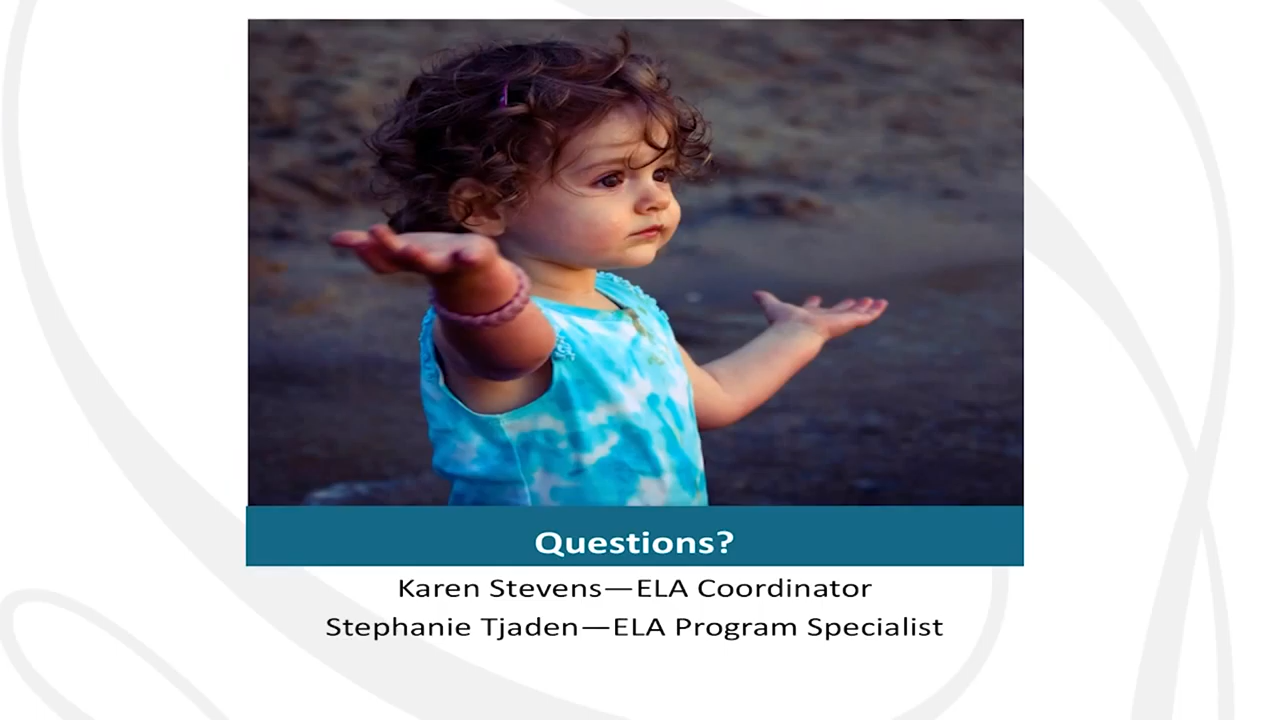 Questions?
Karen Stevens—ELA Coordinator
Stephanie Tjaden—ELA Program Specialist